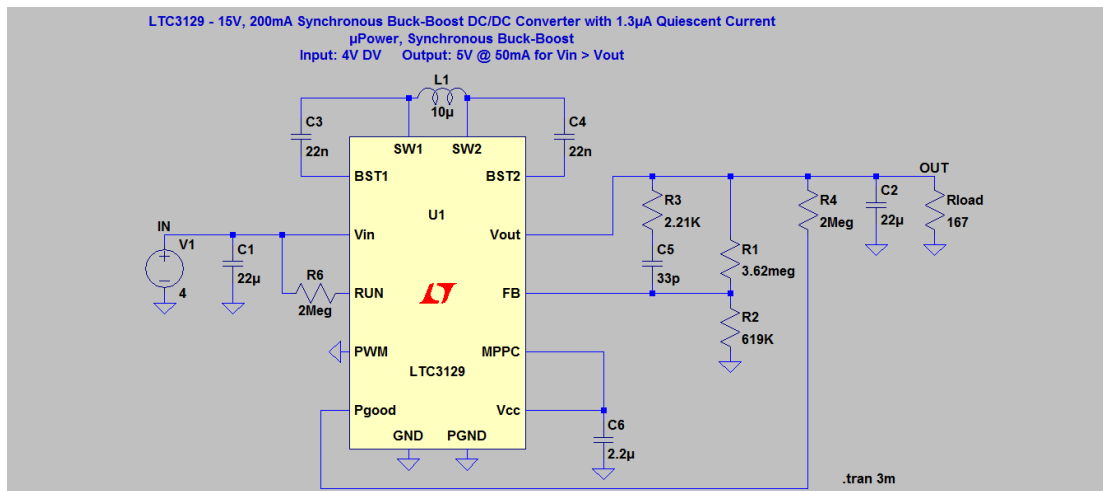 LTC3129 - 15V, 200mA Synchronous Buck-Boost DC/DC Converter with 1.3µA Quiescent Current
µPower, Synchronous Buck-Boost
Input: 4V DV Output: 5V @ 50mA for Vin > Vout
L1
10µ
C3
22n
C4
22n
SW1 SW2
BST1 BST2
U1
Vin Vout
RUN FB
PWM MPPC
LTC3129
Pgood Vcc
GND PGND
IN
V1
4
C1
22µ
R6
2Meg
R3
2.21K
C5
33p
R1
3.62meg
R2
619K
R4
2Meg
C2
22µ
OUT
Rload
167
C6
2.2µ
.tran 3m